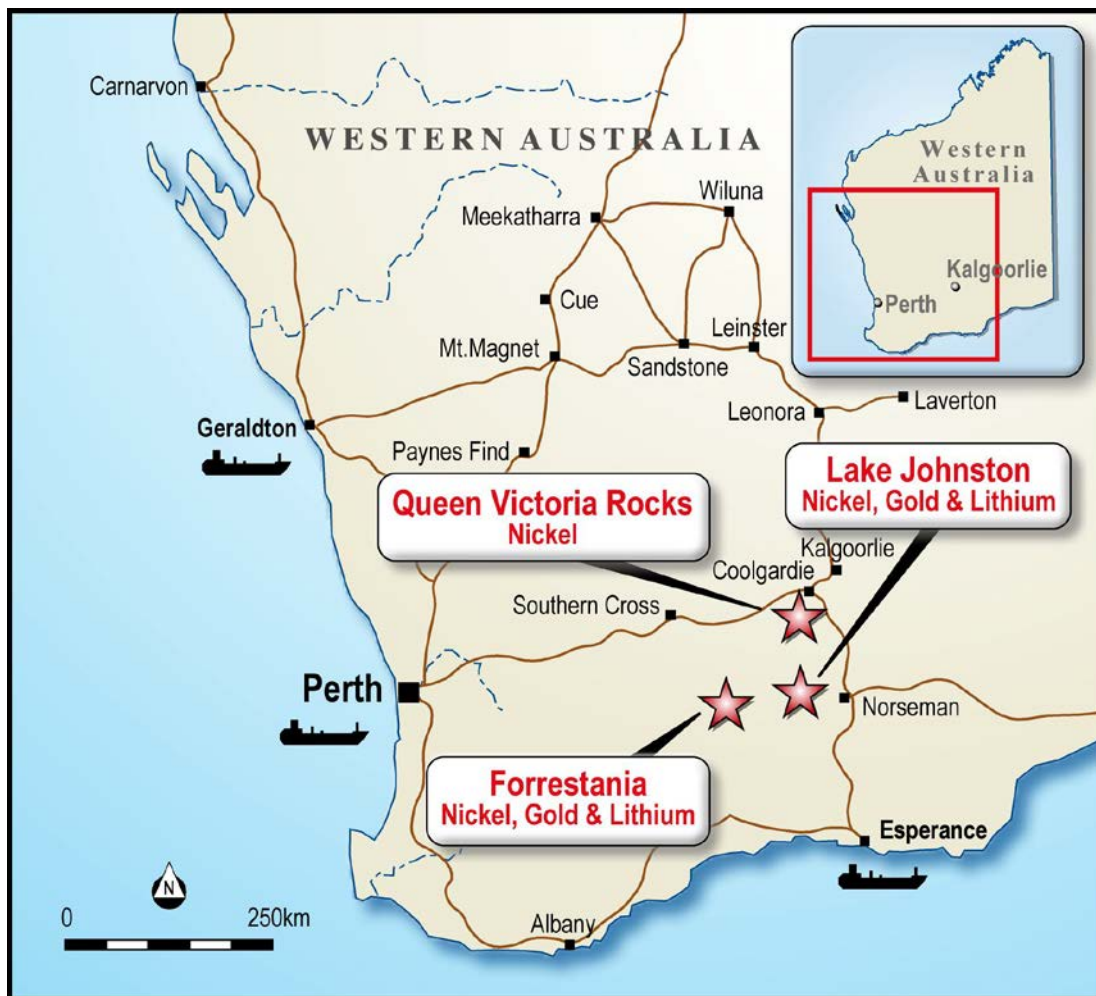 Carnarvon
WESTERN AUSTRALIA
Western
Australia
Kalgoorlie
Perth
Wiluna
Meekatharra
Cue
Leinster
Mt.Magnet
Sandstone
Laverton
Leonora
Geraldton
Paynes Find
Lake Johnston
Nickel, Gold & Lithium
Queen Victoria Rocks
Nickel
Kalgoorlie
Coolgardie
Southern Cross
Perth
Norseman
Forrestania
Nickel, Gold & Lithium
Esperance
N
0 250km
Albany